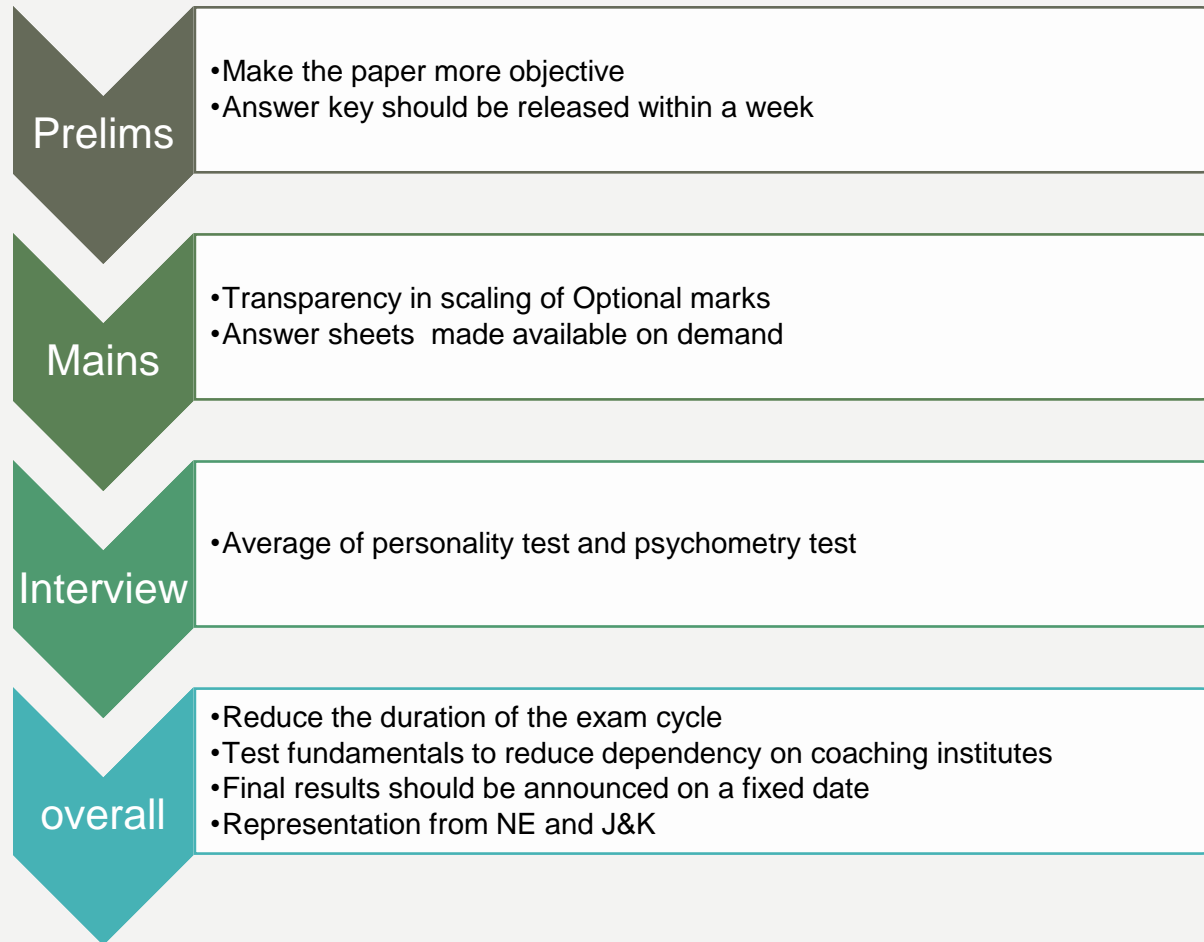 Prelims
•Make the paper more objective
•Answer key should be released within a week
Mains
•Transparency in scaling of Optional marks
•Answer sheets  made available on demand
Interview
•Average of personality test and psychometry test
overall
•Reduce the duration of the exam cycle
•Test fundamentals to reduce dependency on coaching institutes
•Final results should be announced on a fixed date
•Representation from NE and J&K